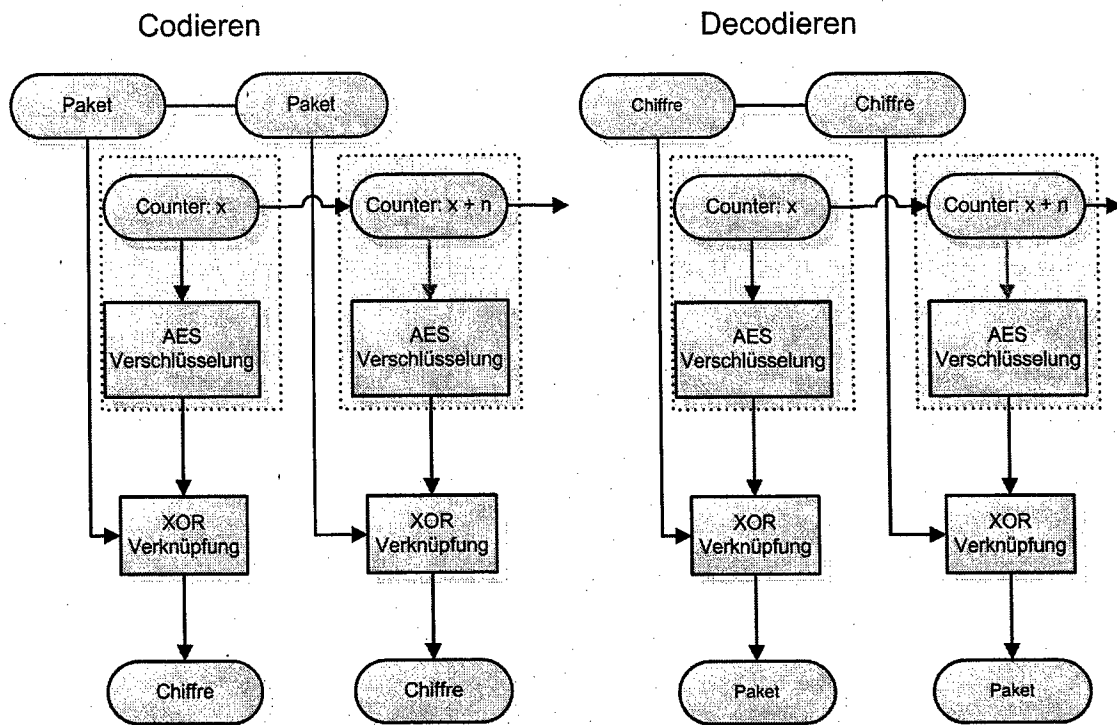 Codieren
Decodieren
Paket
Paket
Chiffre
Chiffre
Counter: x
Counter: x + n
Counter: x
Counter: x + n
AES
Verschlüsselung
AES
Verschlüsselung
AES
Verschlüsselung
AES
Verschlüsselung
XOR
Verknüpfung
XOR
Verknüpfung
XOR
Verknüpfung
XOR
Verknüpfung
Chiffre
Chiffre
Paket
Paket